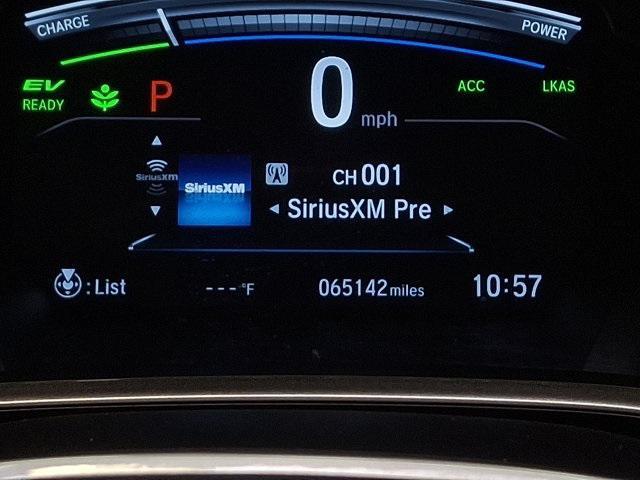 CHARGE POWER
EV
READY
P
0 mph
ACC LKAS
SiriusXM
SiriusXM
CH 001
SiriusXM Pre
: List
---°F
065142 miles
10:57